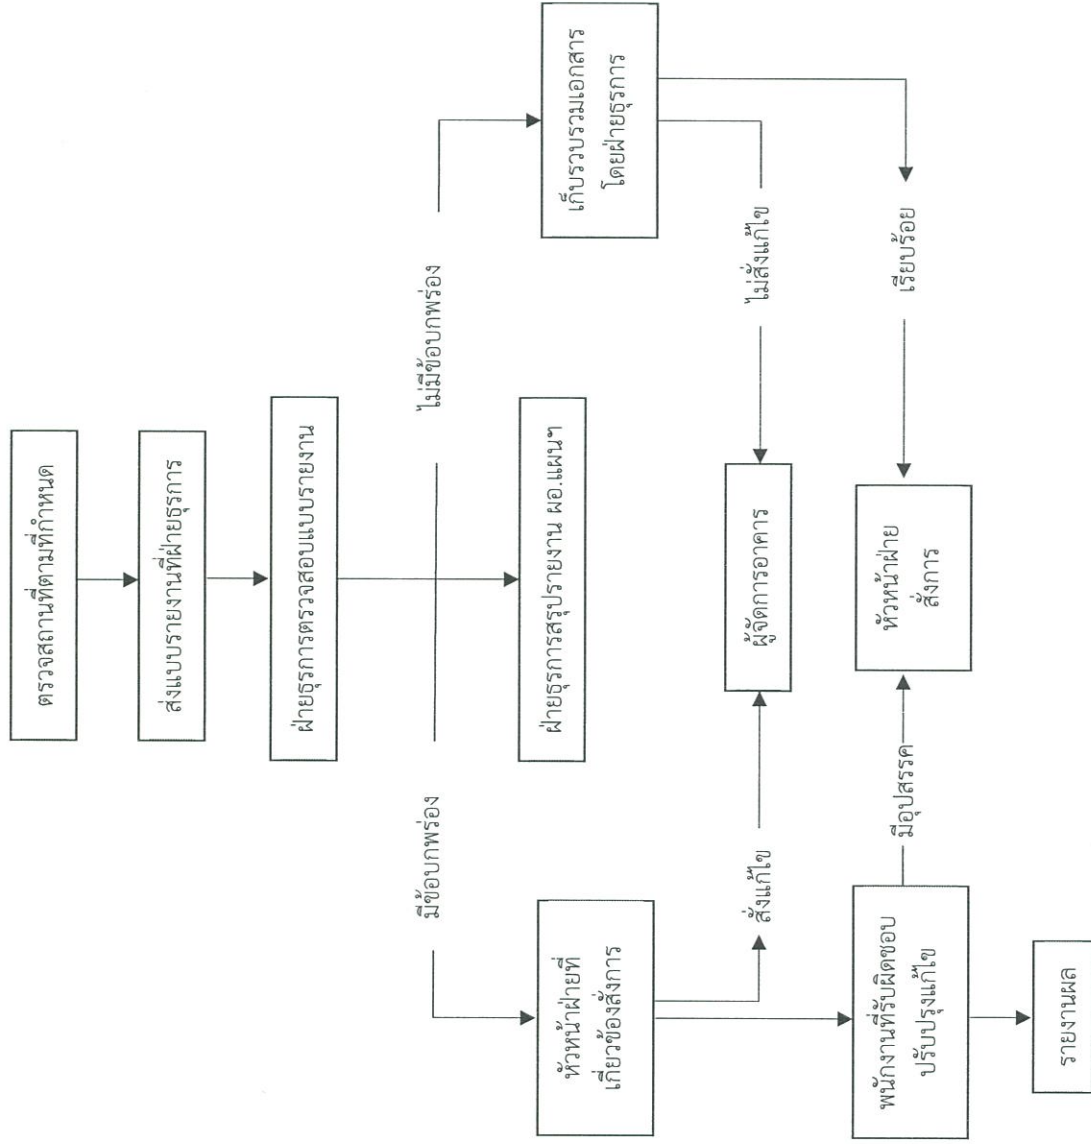 ตรวจสถานที่ตามที่กำหนด
ส่งแบบรายงานที่ฝ่ายธุรการ
ฝ่ายธุรการตรวจสอบแบบรายงาน
มีข้อบกพร่อง
ไม่มีข้อบกพร่อง
หัวหน้าฝ่ายที่
เกี่ยวข้องสั่งการ
ฝ่ายธุรการสรุปรายงาน ผอ.แผนฯ
เก็บรวบรวมเอกสาร
โดยฝ่ายธุรการ
สั่งแก้ไข
ผู้จัดการอาคาร
ไม่สั่งแก้ไข
พนักงานที่รับผิดชอบ
ปรับปรุงแก้ไข
มีอุปสรรค
หัวหน้าฝ่าย
สั่งการ
เรียบร้อย
รายงานผล